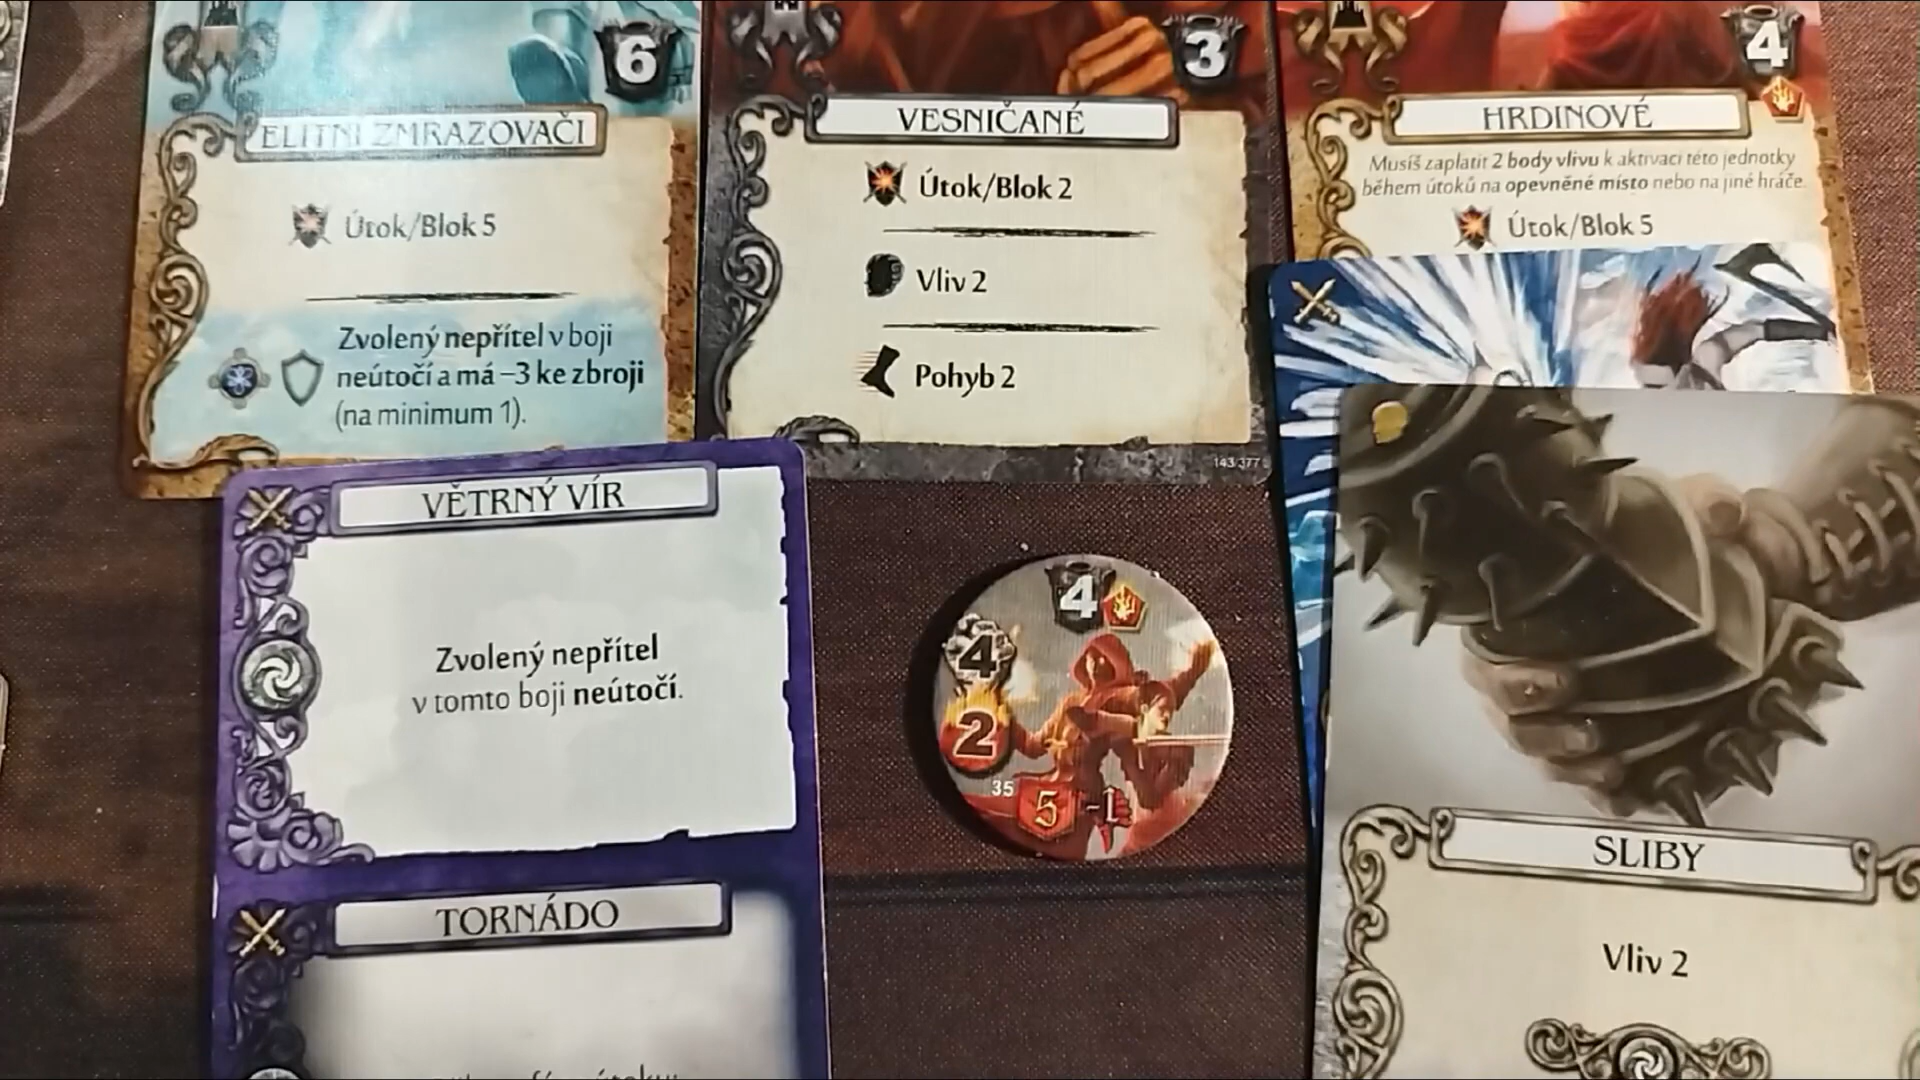 6
ELITNÍ ZMRAZOVAČI
Útok/Blok 5
Zvolený nepřítel v boji
neútočí a má –3 ke zbroji
(na minimum 1).
3
VESNIČANÉ
Útok/Blok 2
Vliv 2
Pohyb 2
143/377
4
HRDINOVÉ
Musíš zaplatit 2 body vlivu k aktivaci této jednotky
během útoků na opevněné místo nebo na jiné hráče.
Útok/Blok 5
VĚTRNÝ VÍR
Zvolený nepřítel
v tomto boji neútočí.
TORNÁDO
4
4
2
35
5
-1
SLIBY
Vliv 2